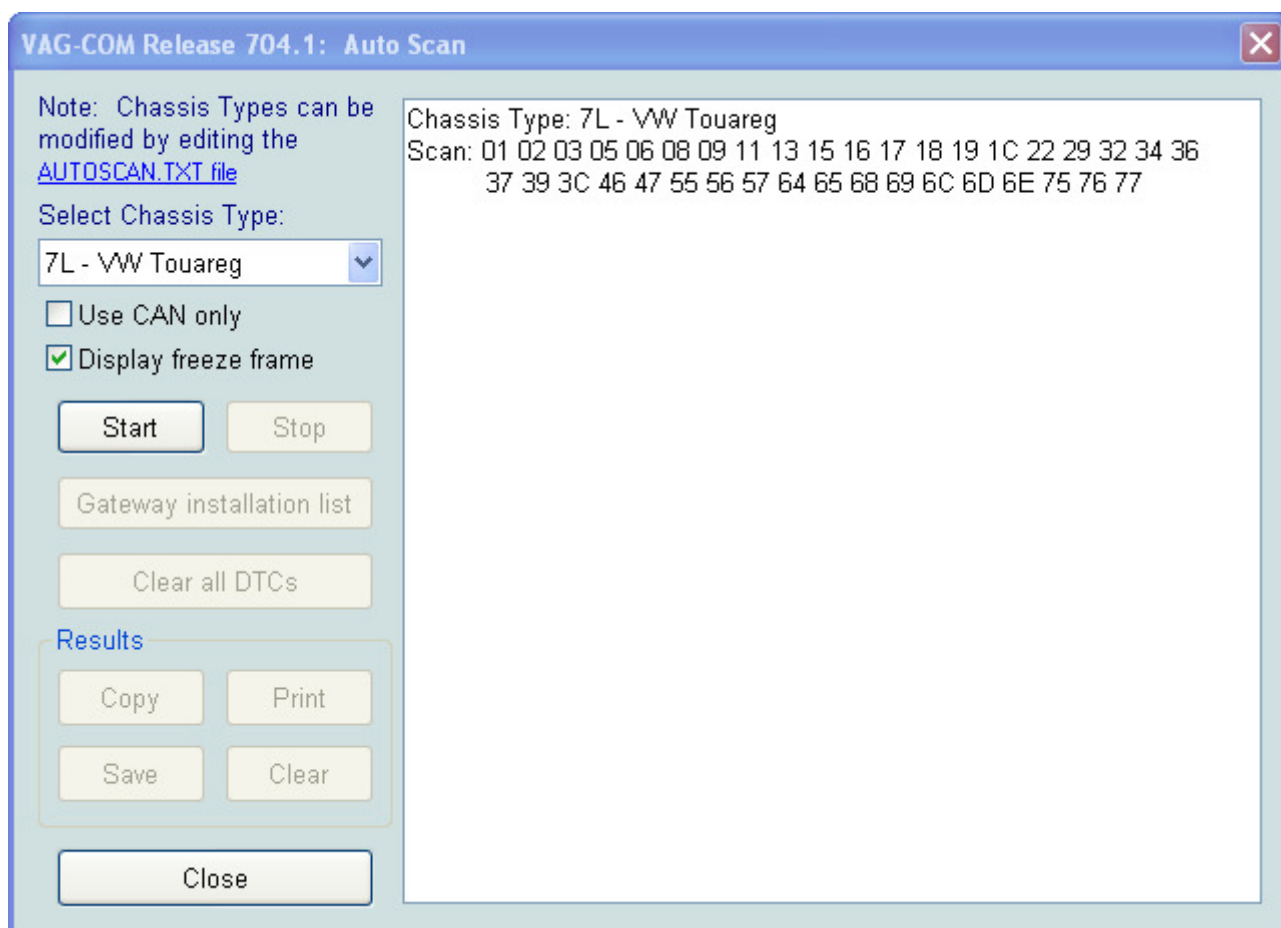 VAG-COM Release 704.1: Auto Scan
Note: Chassis Types can be
modified by editing the
AUTOSCAN.TXT file
Select Chassis Type:
7L - VW Touareg
Use CAN only
Display freeze frame
Start Stop
Gateway installation list
Clear all DTCs
Results
Copy Print
Save Clear
Close
Chassis Type: 7L - VW Touareg
Scan: 01 02 03 05 06 08 09 11 13 15 16 17 18 19 1C 22 29 32 34 36
37 39 3C 46 47 55 56 57 64 65 68 69 6C 6D 6E 75 76 77